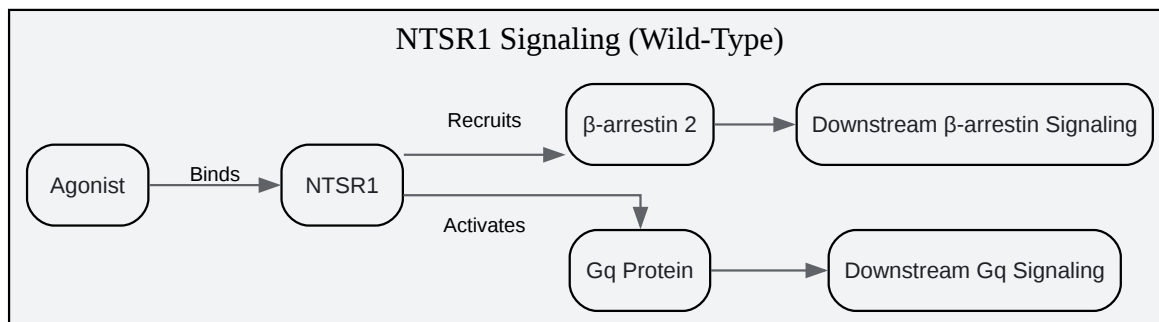 NTSR1 Signaling (Wild-Type)
Recruits
β-arrestin 2
Downstream β-arrestin Signaling
Agonist
Binds
NTSR1
Activates
Gq Protein
Downstream Gq Signaling